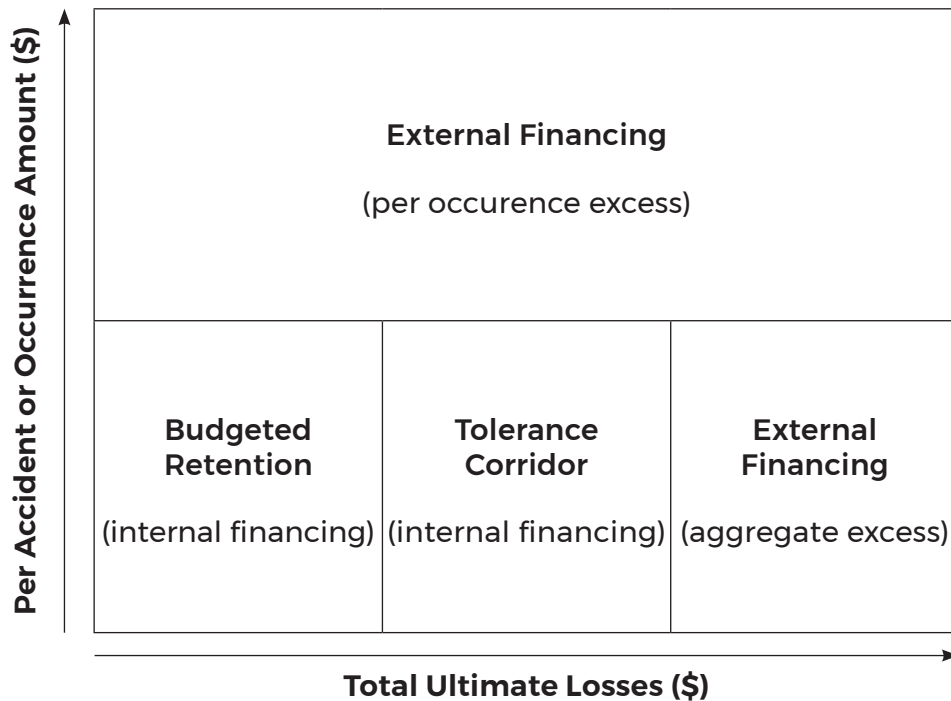 Per Accident or Occurrence Amount ($)
External Financing
(per occurence excess)
Budgeted
Retention
(internal financing)
Tolerance
Corridor
(internal financing)
External
Financing
(aggregate excess)
Total Ultimate Losses ($)